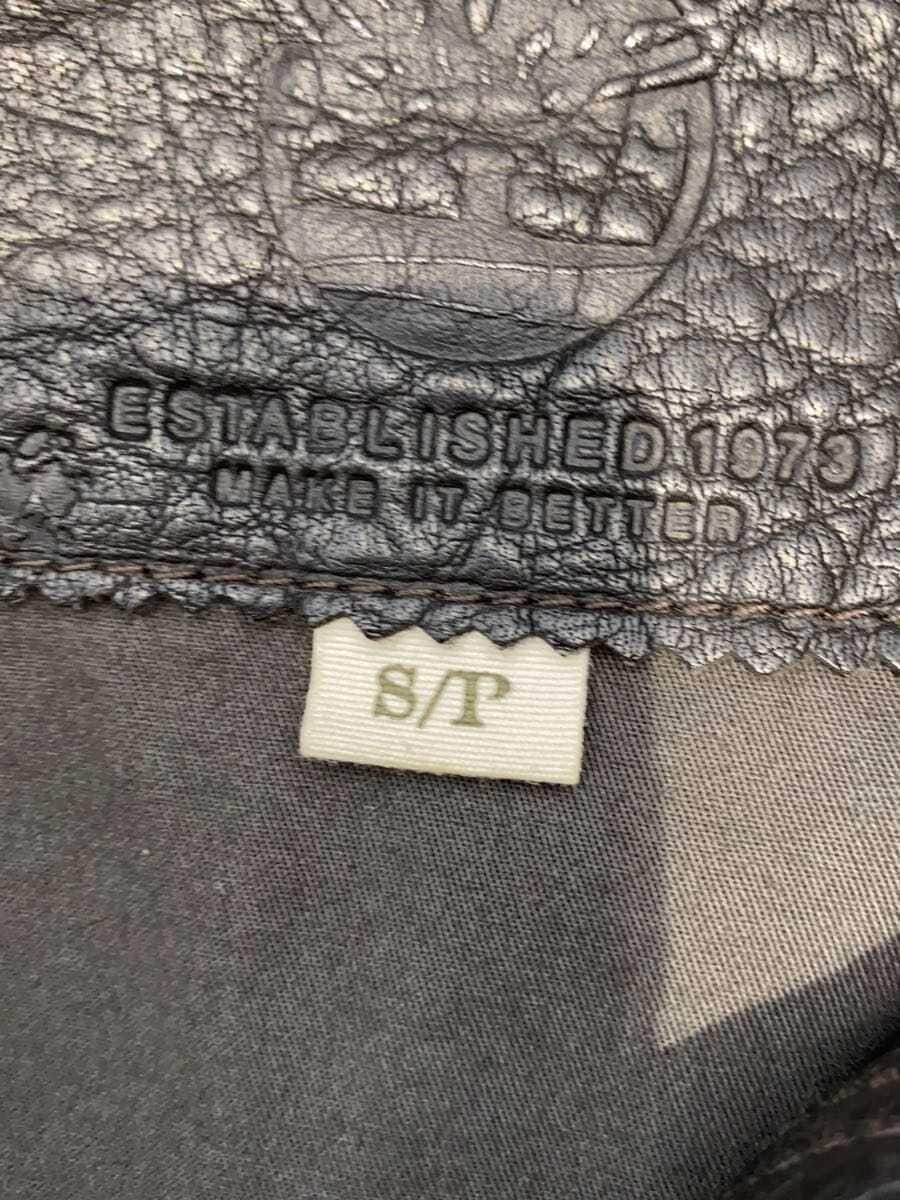 ESTABLISHED 1973
MAKE IT BETTER
S/P